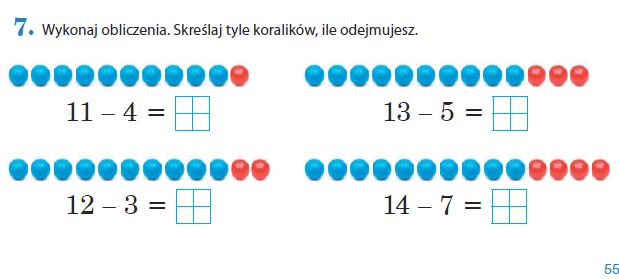 7. Wykonaj obliczenia. Skreślaj tyle koralików, ile odejmujesz.
11 – 4 =
13 – 5 =
12 – 3 =
14 – 7 =
55